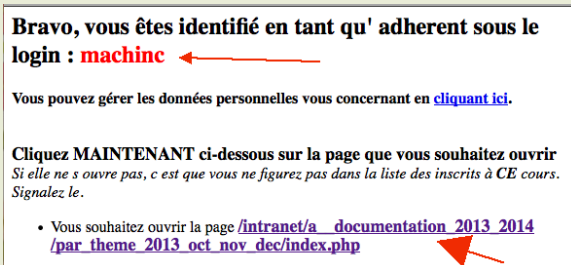 Bravo, vous êtes identifié en tant qu' adherent sous le
login : machinc
Vous pouvez gérer les données personnelles vous concernant en cliquant ici.
Cliquez MAINTENANT ci-dessous sur la page que vous souhaitez ouvrir
Si elle ne s ouvre pas, c est que vous ne figurez pas dans la liste des inscrits à CE cours.
Signalez le.
• Vous souhaitez ouvrir la page /intranet/a__documentation_2013_2014
/par_theme_2013_oct_nov_dec/index.php